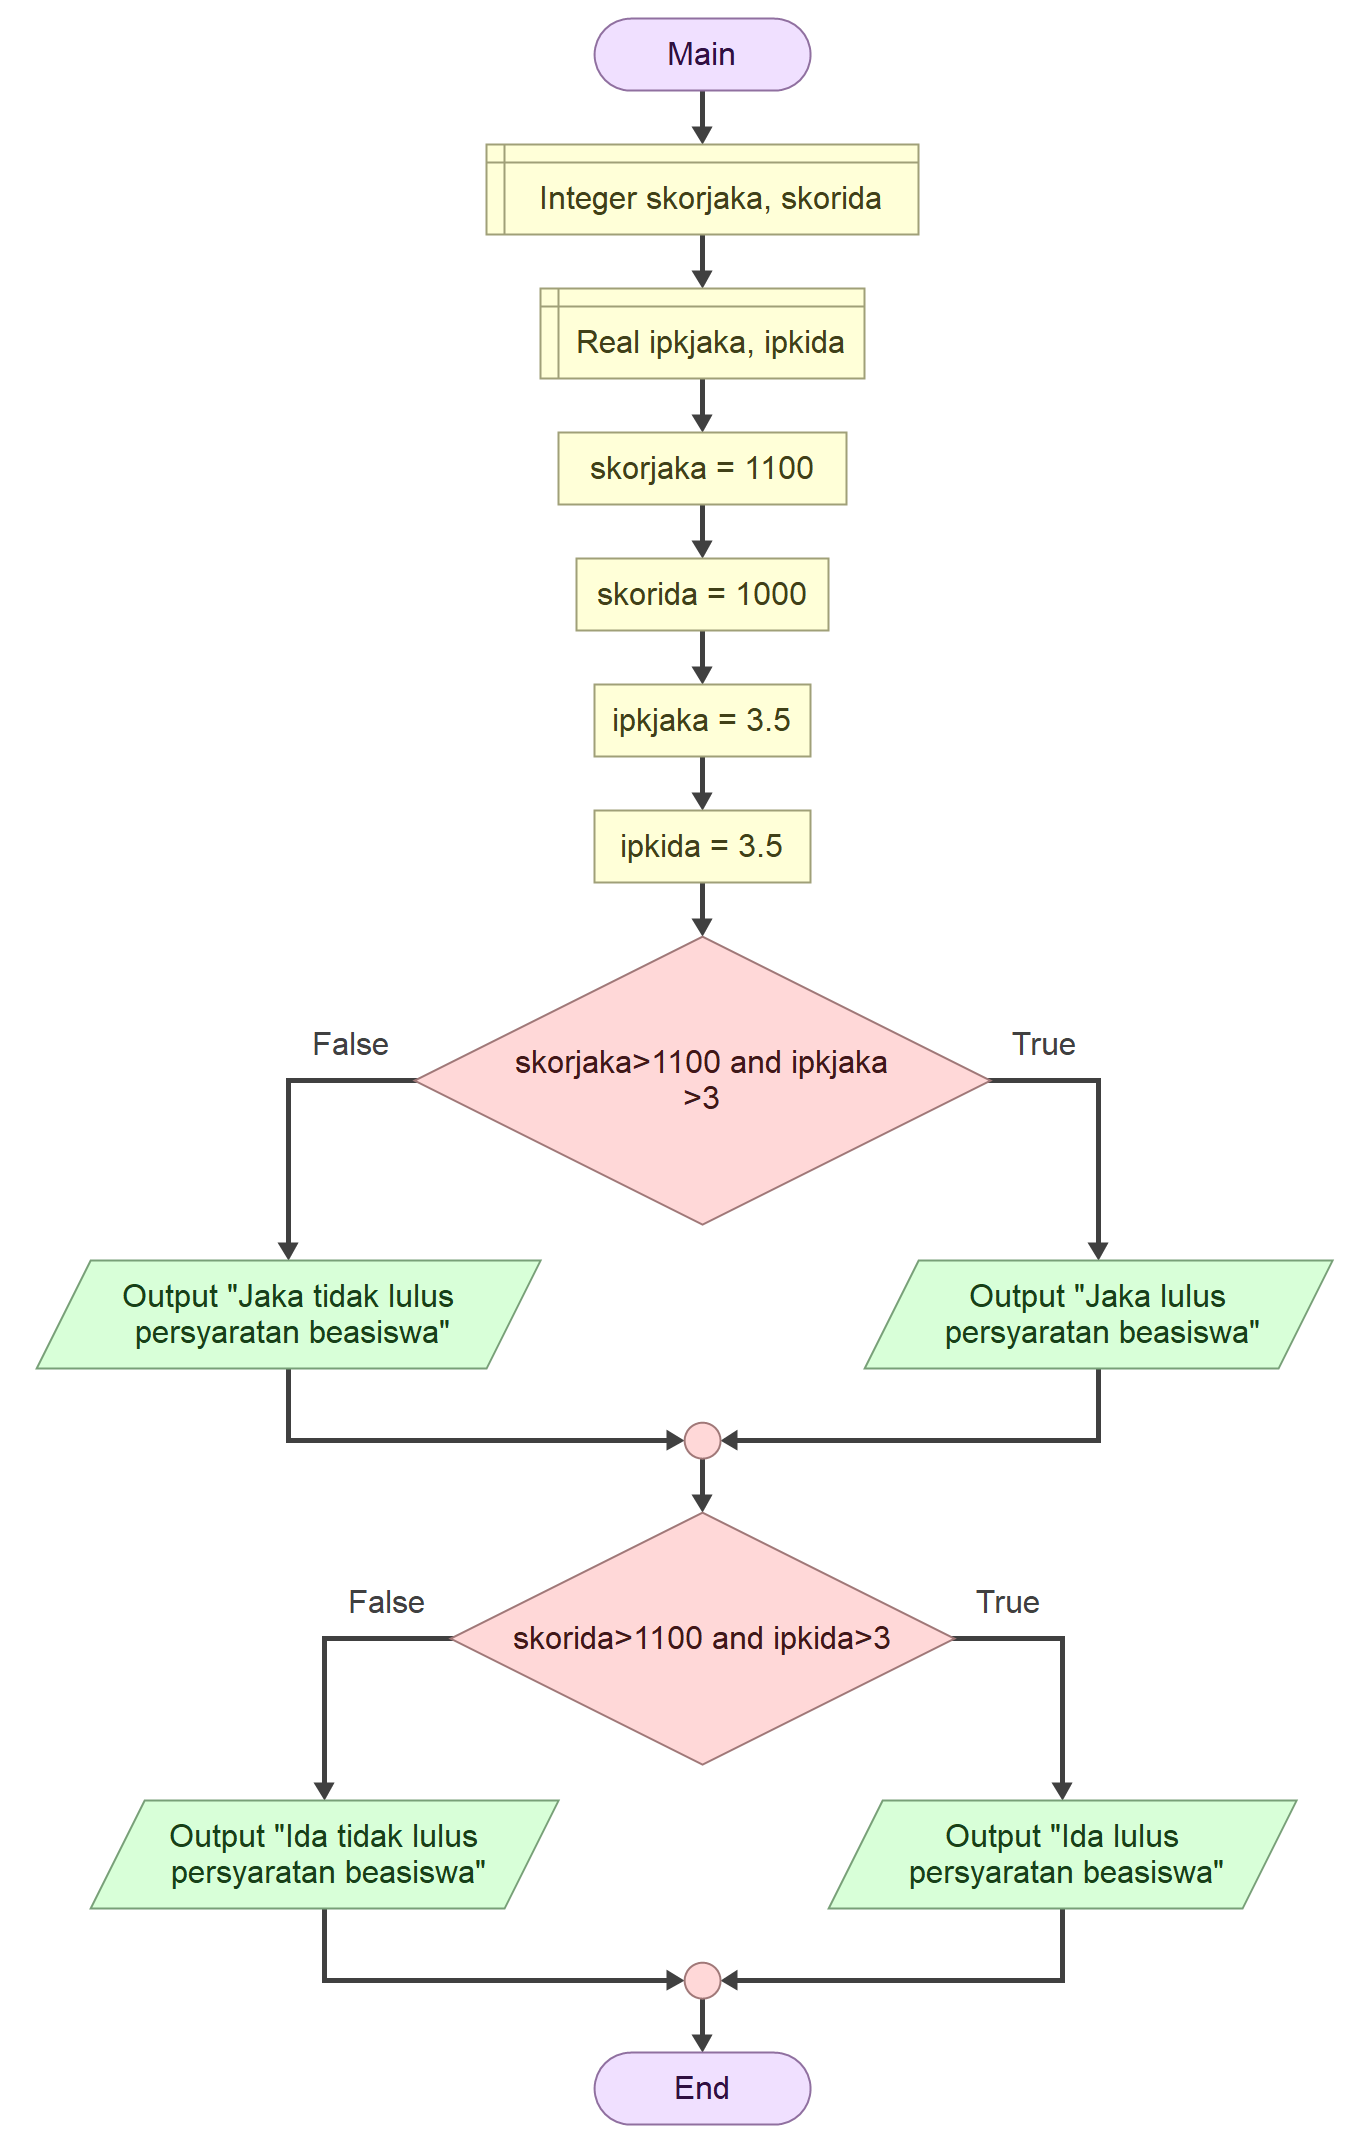 Main
Integer skorjaka, skorida
Real ipkjaka, ipkida
skorjaka = 1100
skorida = 1000
ipkjaka = 3.5
ipkida = 3.5
False
True
skorjaka>1100 and ipkjaka
>3
Output "Jaka tidak lulus
persyaratan beasiswa"
Output "Jaka lulus
persyaratan beasiswa"
False
True
skorida>1100 and ipkida>3
Output "Ida tidak lulus
persyaratan beasiswa"
Output "Ida lulus
persyaratan beasiswa"
End